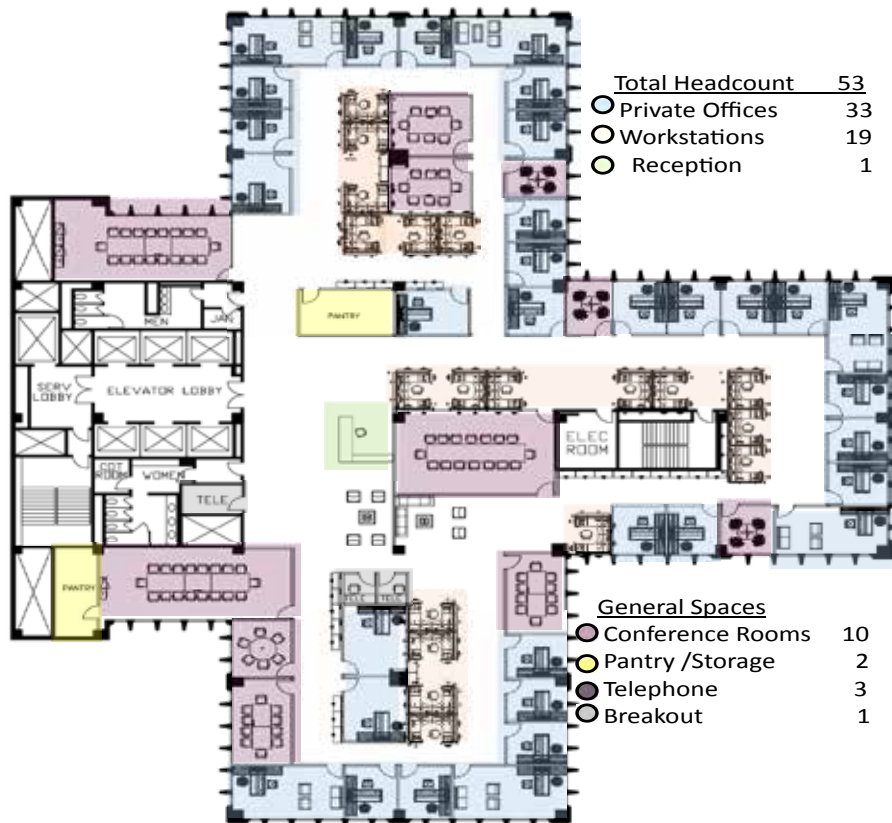 Total Headcount 53
Private Offices 33
Workstations 19
Reception 1
MEN
JAN
PANTRY
SERV LOBBY
ELEVATOR LOBBY
ELEC ROOM
WOMEN
TELE
PANTRY
TELE
General Spaces
Conference Rooms 10
Pantry /Storage 2
Telephone 3
Breakout 1